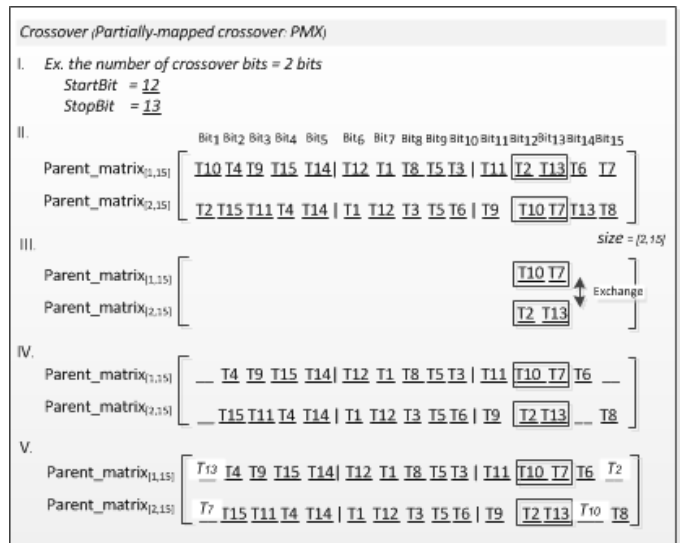 Crossover (Partially-mapped crossover: PMX)
I. Ex. the number of crossover bits = 2 bits
StartBit = 12
StopBit = 13
II.
Bit1 Bit2 Bit3 Bit4 Bit5 Bit6 Bit7 Bit8 Bit9 Bit10 Bit11 Bit12 Bit13 Bit14 Bit15
Parent_matrix[1,15] T10 T4 T9 T15 T14 | T12 T1 T8 T5 T3 | T11 T2 T13 T6 T7
Parent_matrix[2,15] T2 T15 T11 T4 T14 | T1 T12 T3 T5 T6 | T9 T10 T7 T13 T8
size = [2,15]
III.
Parent_matrix[1,15] T10 T7
Exchange
Parent_matrix[2,15] T2 T13
IV.
Parent_matrix[1,15] __ T4 T9 T15 T14 | T12 T1 T8 T5 T3 | T11 T10 T7 T6 __
Parent_matrix[2,15] __ T15 T11 T4 T14 | T1 T12 T3 T5 T6 | T9 T2 T13 __ T8
V.
Parent_matrix[1,15] T13 T4 T9 T15 T14 | T12 T1 T8 T5 T3 | T11 T10 T7 T6 T2
Parent_matrix[2,15] T7 T15 T11 T4 T14 | T1 T12 T3 T5 T6 | T9 T2 T13 T10 T8